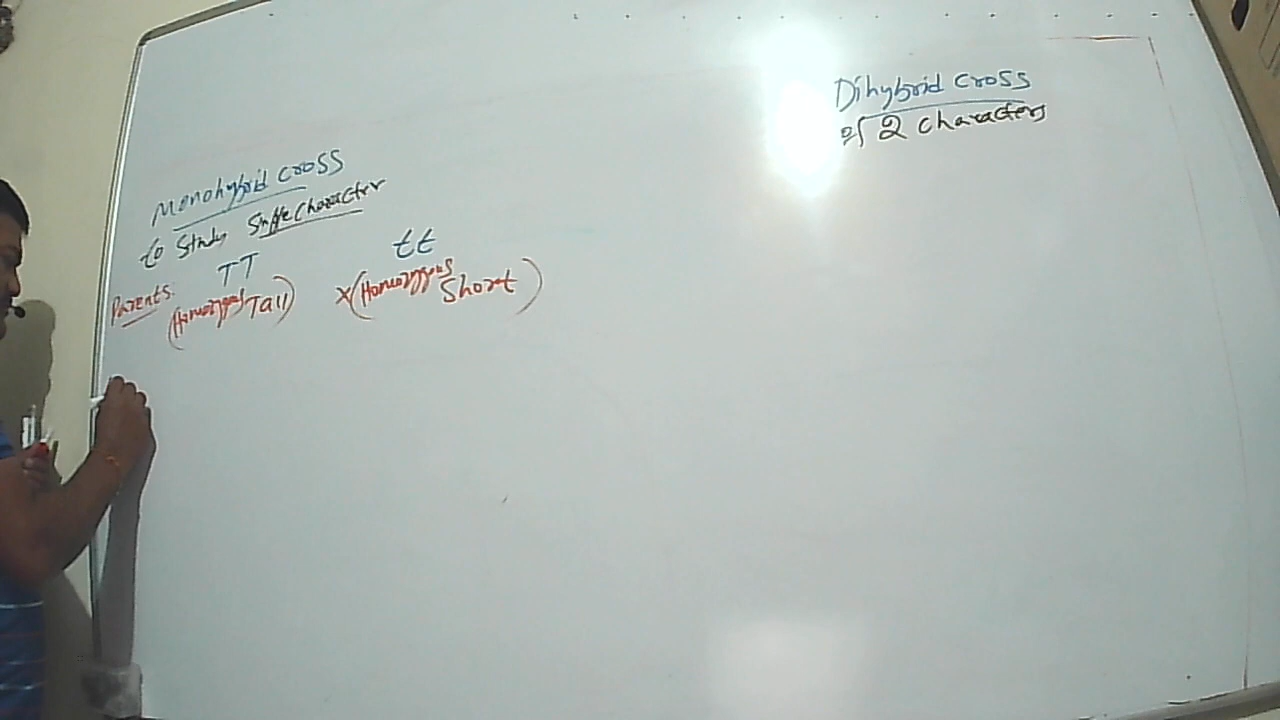 Monohybrid Cross
to Study Single Character
TT tt
Parents: (Homozygous Tall) x (Homozygous Short)
Dihybrid Cross
of 2 characters